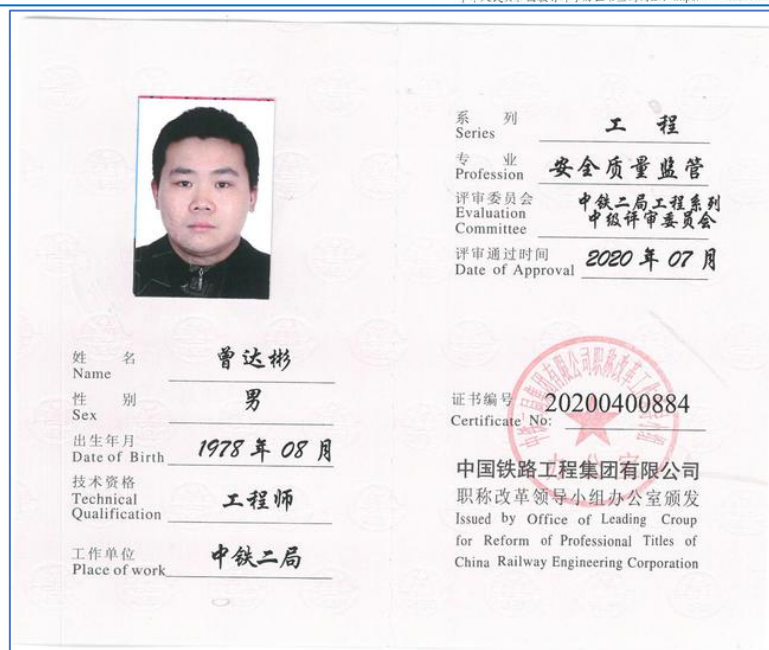 姓 名
Name
曾达彬
性 别
Sex
男
出生年月
Date of Birth
1978 年 08 月
技术资格
Technical
Qualification
工程师
工作单位
Place of work
中铁二局
系 列
Series
工 程
专 业
Profession
安全质量监管
评审委员会
Evaluation
Committee
中铁二局工程系列
中级评审委员会
评审通过时间
Date of Approval
2020 年 07 月
证书编号
Certificate No:
20200400884
中国铁路工程集团有限公司
职称改革领导小组办公室颁发
Issued by Office of Leading Croup
for Reform of Professional Titles of
China Railway Engineering Corporation